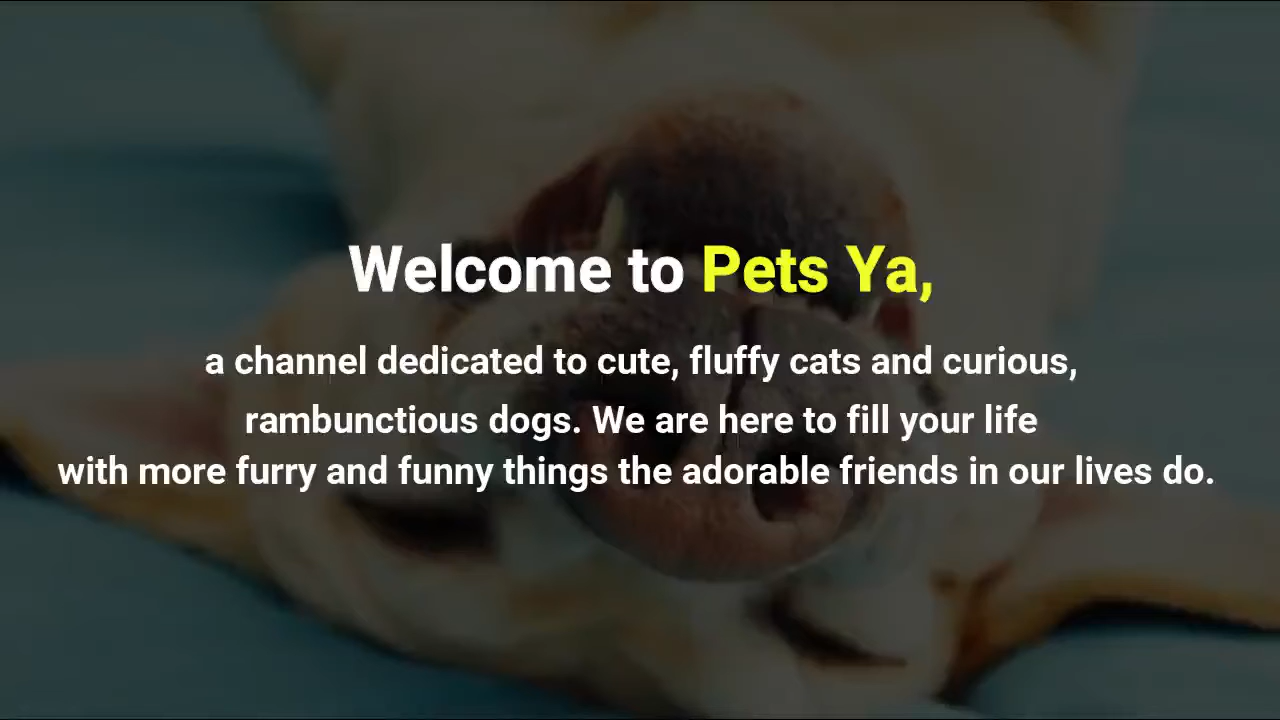 Welcome to Pets Ya,
a channel dedicated to cute, fluffy cats and curious,
rambunctious dogs. We are here to fill your life
with more furry and funny things the adorable friends in our lives do.